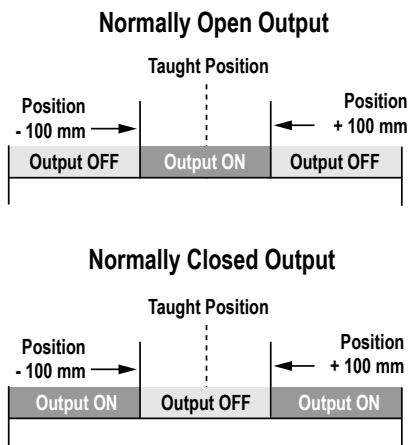 Normally Open Output
Taught Position
Position
- 100 mm
Position
+ 100 mm
Output OFF Output ON Output OFF
Normally Closed Output
Taught Position
Position
- 100 mm
Position
+ 100 mm
Output ON Output OFF Output ON